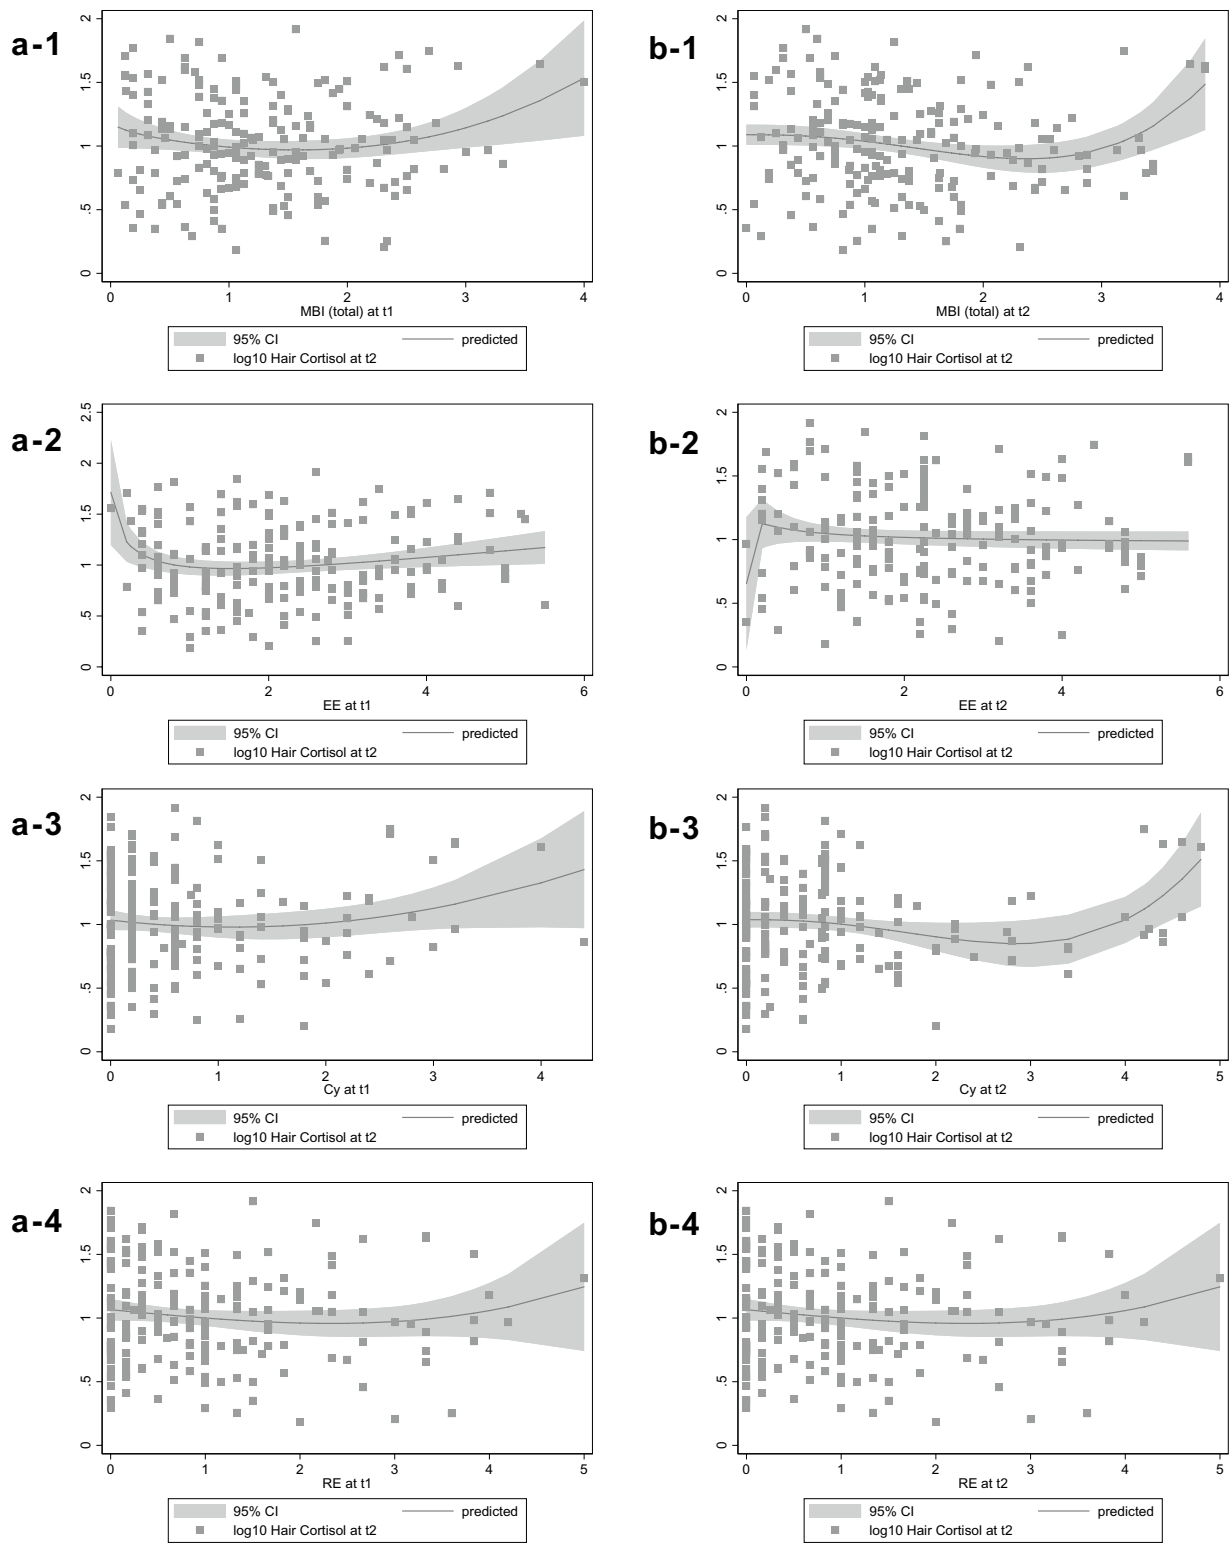 a-1
2
1.5
1
.5
0
0 1 2 3 4
MBI (total) at t1
95% CI predicted
log10 Hair Cortisol at t2
b-1
2
1.5
1
.5
0
0 1 2 3 4
MBI (total) at t2
95% CI predicted
log10 Hair Cortisol at t2
a-2
2.5
2
1.5
1
.5
0
0 2 4 6
EE at t1
95% CI predicted
log10 Hair Cortisol at t2
b-2
2
1.5
1
.5
0
0 2 4 6
EE at t2
95% CI predicted
log10 Hair Cortisol at t2
a-3
2
1.5
1
.5
0
0 1 2 3 4
Cy at t1
95% CI predicted
log10 Hair Cortisol at t2
b-3
2
1.5
1
.5
0
0 1 2 3 4 5
Cy at t2
95% CI predicted
log10 Hair Cortisol at t2
a-4
2
1.5
1
.5
0
0 1 2 3 4 5
RE at t1
95% CI predicted
log10 Hair Cortisol at t2
b-4
2
1.5
1
.5
0
0 1 2 3 4 5
RE at t2
95% CI predicted
log10 Hair Cortisol at t2